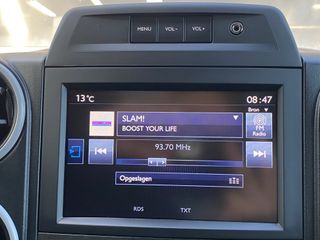 MENU VOL- VOL+
13°C 08:47
Bron
SLAM!
BOOST YOUR LIFE
FM
Radio
93.70 MHz
Opgeslagen
RDS TXT